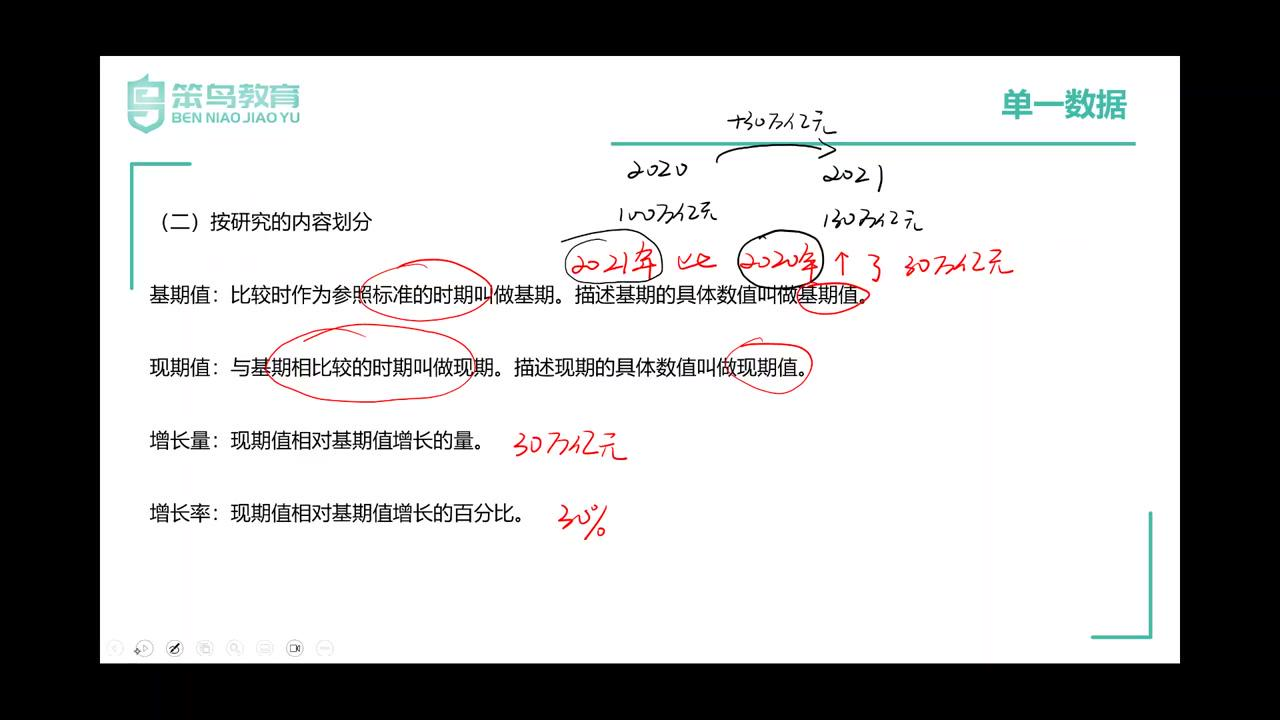 笨鸟教育
BEN NIAO JIAO YU
单一数据
+30万亿元
2020 2021
100万亿元 130万亿元
（二）按研究的内容划分
2021年 比 2020年 ↑了 30万亿元
基期值：比较时作为参照标准的时期叫做基期。描述基期的具体数值叫做基期值。
现期值：与基期相比较的时期叫做现期。描述现期的具体数值叫做现期值。
增长量：现期值相对基期值增长的量。 30万亿元
增长率：现期值相对基期值增长的百分比。 30%